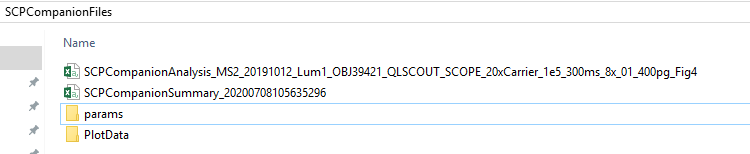 SCPCompanionFiles
Name
SCPCompanionAnalysis_MS2_20191012_Lum1_OBJ39421_QLSCOUT_SCOPE_20xCarrier_1e5_300ms_8x_01_400pg_Fig4
SCPCompanionSummary_20200708105635296
params
PlotData